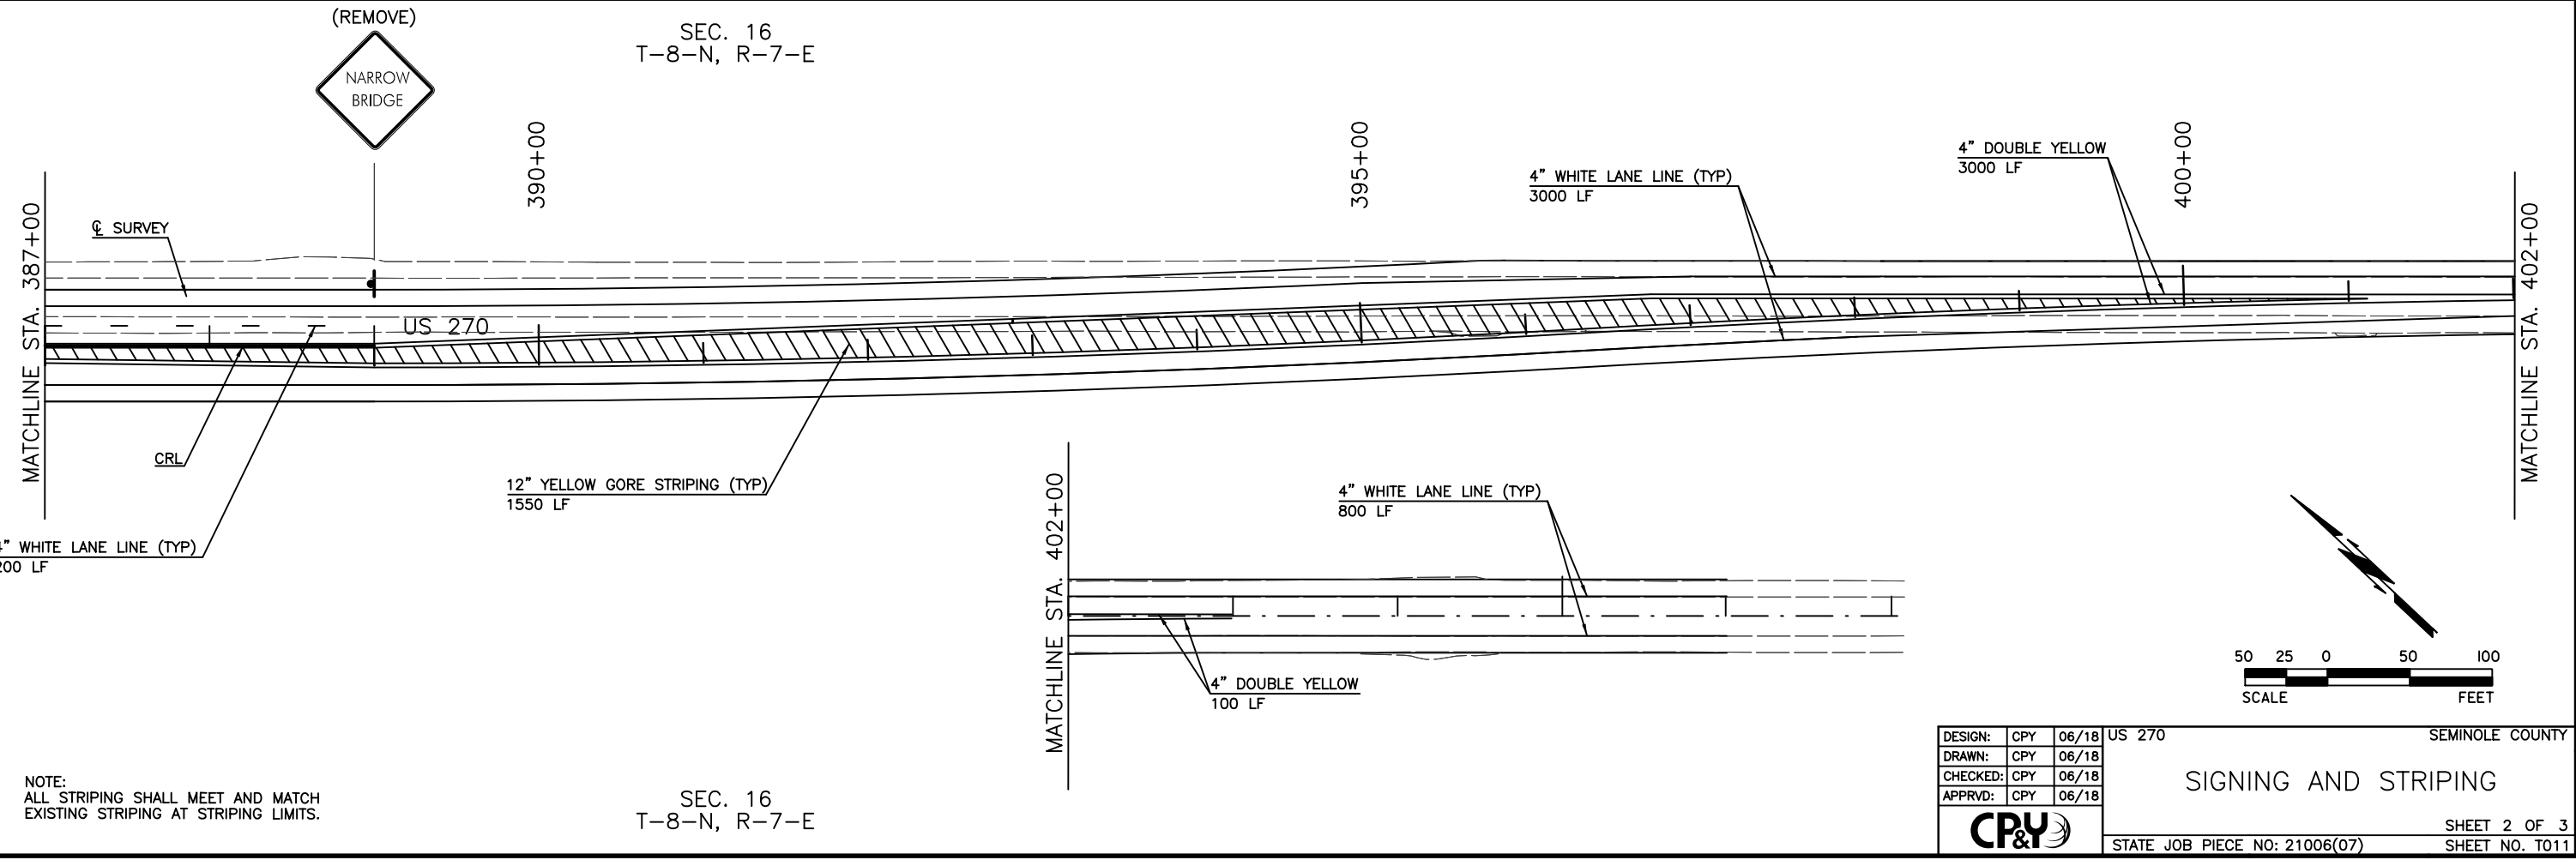 (REMOVE)
NARROW
BRIDGE
SEC. 16
T-8-N, R-7-E
390+00
395+00
400+00
MATCHLINE STA. 387+00
℄ SURVEY
US 270
CRL
4" WHITE LANE LINE (TYP)
3000 LF
4" DOUBLE YELLOW
3000 LF
MATCHLINE STA. 402+00
12" YELLOW GORE STRIPING (TYP)
1550 LF
" WHITE LANE LINE (TYP)
200 LF
MATCHLINE STA. 402+00
4" WHITE LANE LINE (TYP)
800 LF
4" DOUBLE YELLOW
100 LF
50 25 0 50 100
SCALE FEET
NOTE:
ALL STRIPING SHALL MEET AND MATCH
EXISTING STRIPING AT STRIPING LIMITS.
SEC. 16
T-8-N, R-7-E
DESIGN: CPY 06/18
DRAWN: CPY 06/18
CHECKED: CPY 06/18
APPRVD: CPY 06/18
CP&Y
US 270 SEMINOLE COUNTY
SIGNING AND STRIPING
SHEET 2 OF 3
STATE JOB PIECE NO: 21006(07) SHEET NO. T011